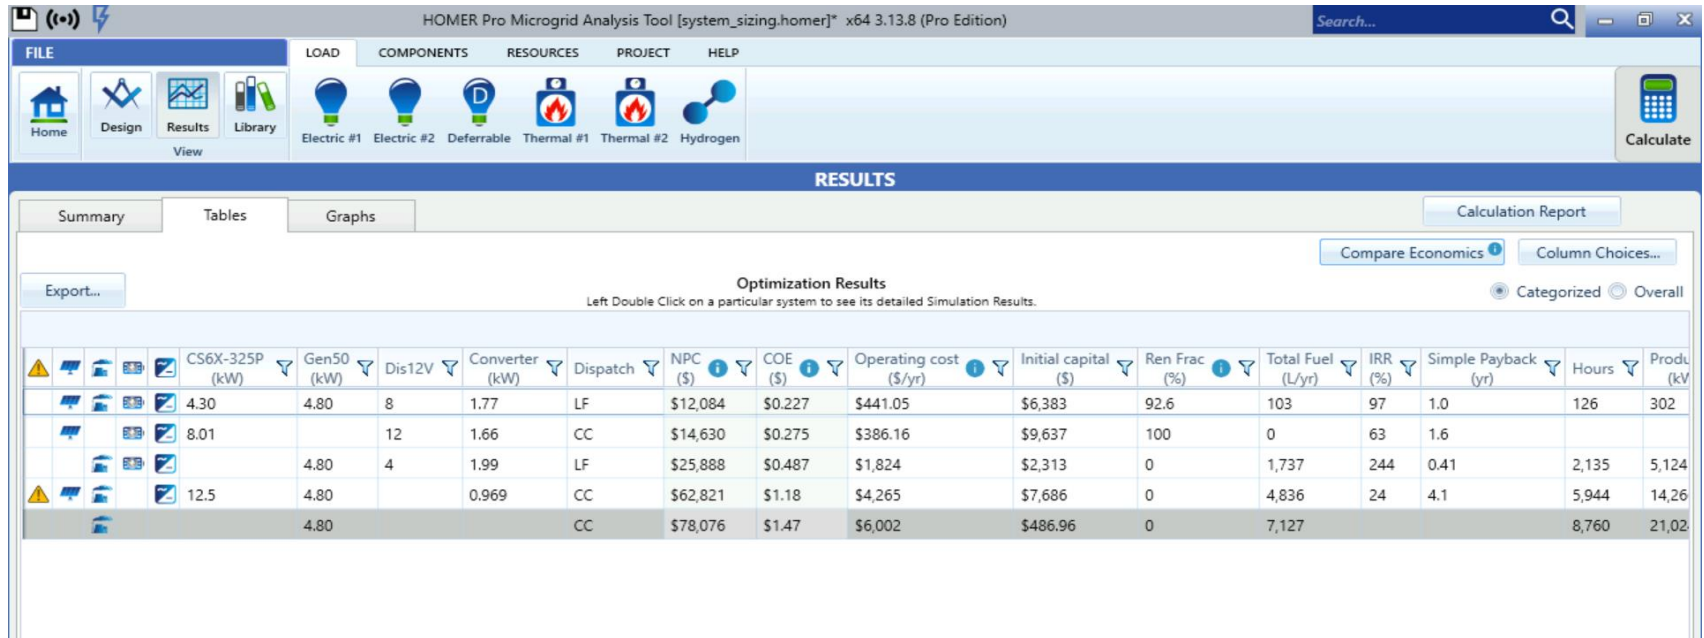 HOMER Pro Microgrid Analysis Tool [system_sizing.homer]* x64 3.13.8 (Pro Edition) Search...
FILE LOAD COMPONENTS RESOURCES PROJECT HELP
Home Design Results Library Electric #1 Electric #2 Deferrable Thermal #1 Thermal #2 Hydrogen Calculate
View
RESULTS
Summary Tables Graphs Calculation Report
Compare Economics Column Choices...
Export... Optimization Results Categorized Overall
Left Double Click on a particular system to see its detailed Simulation Results.
CS6X-325P (kW) Gen50 (kW) Dis12V Converter (kW) Dispatch NPC ($) COE ($) Operating cost ($/yr) Initial capital ($) Ren Frac (%) Total Fuel (L/yr) IRR (%) Simple Payback (yr) Hours Produ (kV
4.30 4.80 8 1.77 LF $12,084 $0.227 $441.05 $6,383 92.6 103 97 1.0 126 302
8.01 12 1.66 CC $14,630 $0.275 $386.16 $9,637 100 0 63 1.6
4.80 4 1.99 LF $25,888 $0.487 $1,824 $2,313 0 1,737 244 0.41 2,135 5,124
12.5 4.80 0.969 CC $62,821 $1.18 $4,265 $7,686 0 4,836 24 4.1 5,944 14,26
4.80 CC $78,076 $1.47 $6,002 $486.96 0 7,127 8,760 21,02